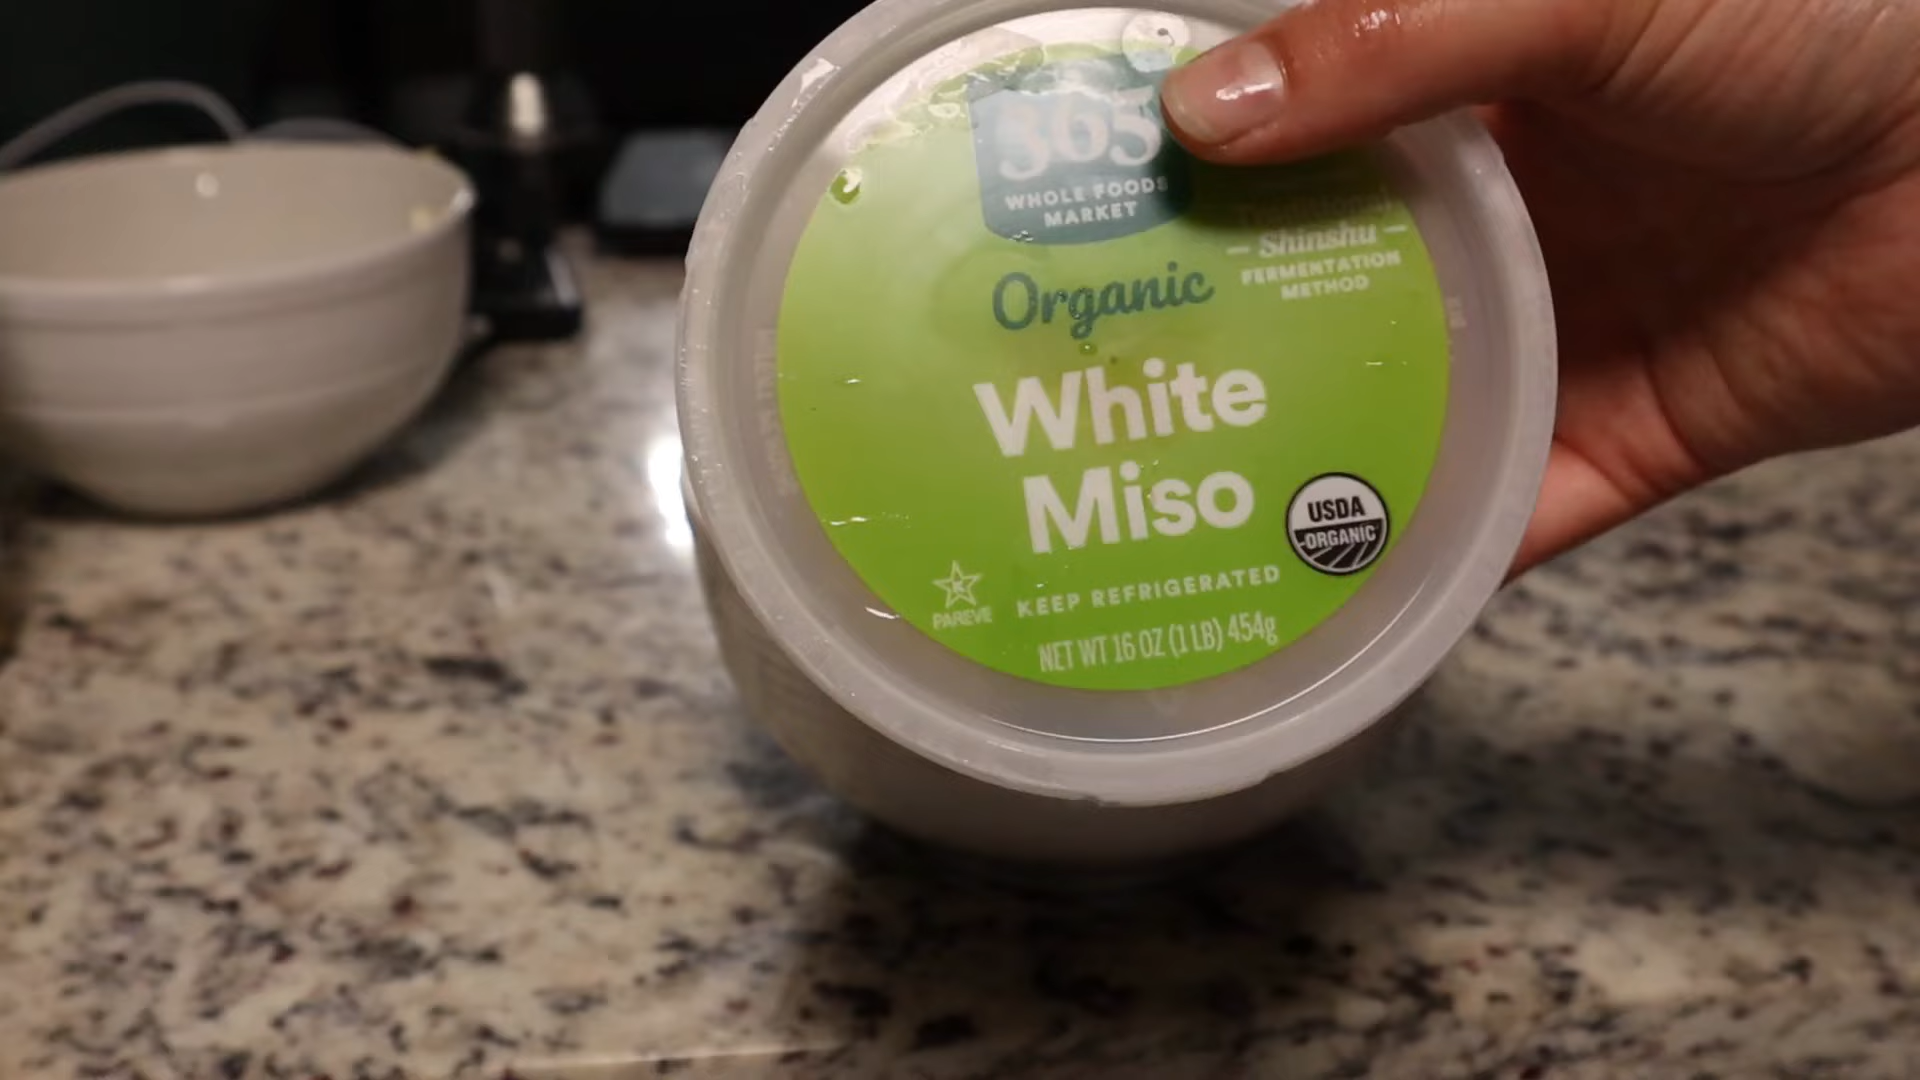 365
WHOLE FOODS
MARKET
Traditional
Shinshu
FERMENTATION
METHOD
Organic
White
Miso
USDA
ORGANIC
K
PAREVE
KEEP REFRIGERATED
NET WT 16 OZ (1 LB) 454g